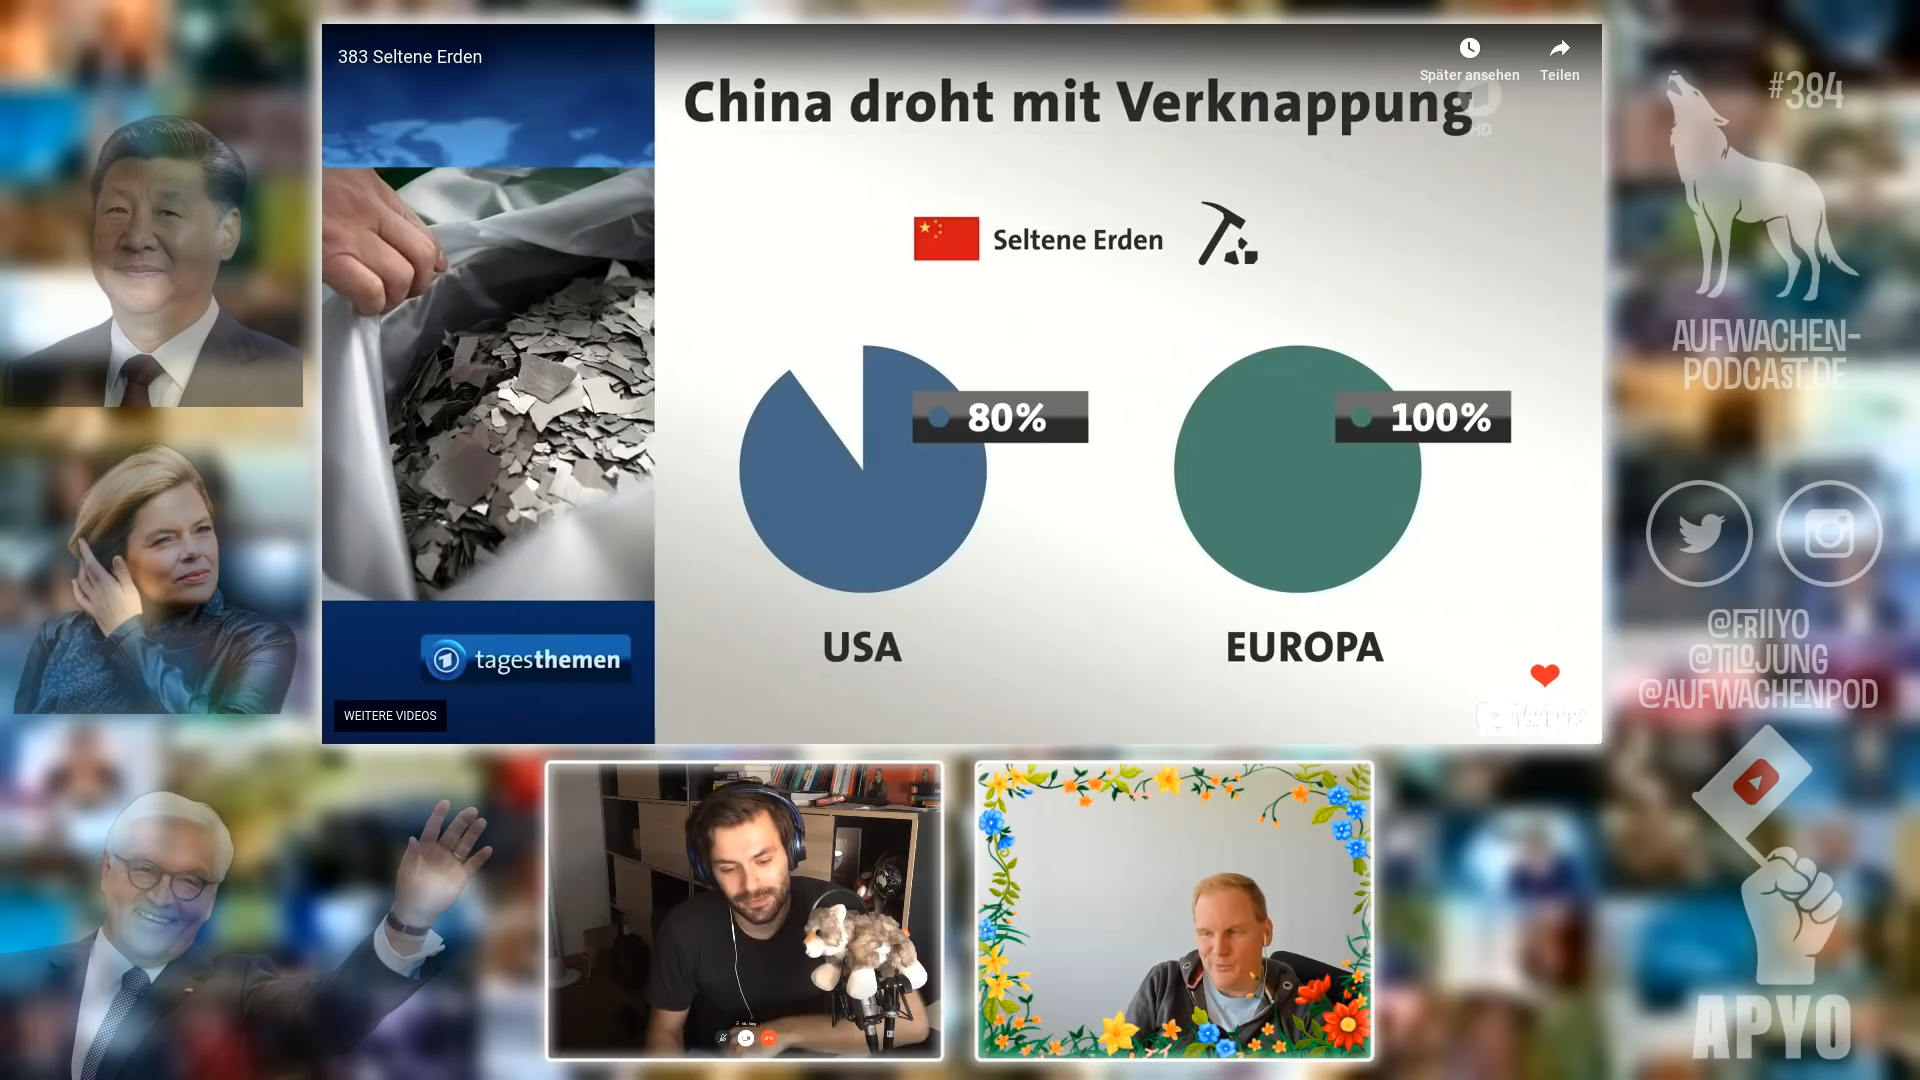 383 Seltene Erden
Später ansehen
Teilen
China droht mit Verknappung
HD
Seltene Erden
80%
100%
USA
EUROPA
tagesthemen
WEITERE VIDEOS
#384
AUFWACHEN-
PODCAST.DE
@FRIIYO
@TILOJUNG
@AUFWACHENPOD
APYO